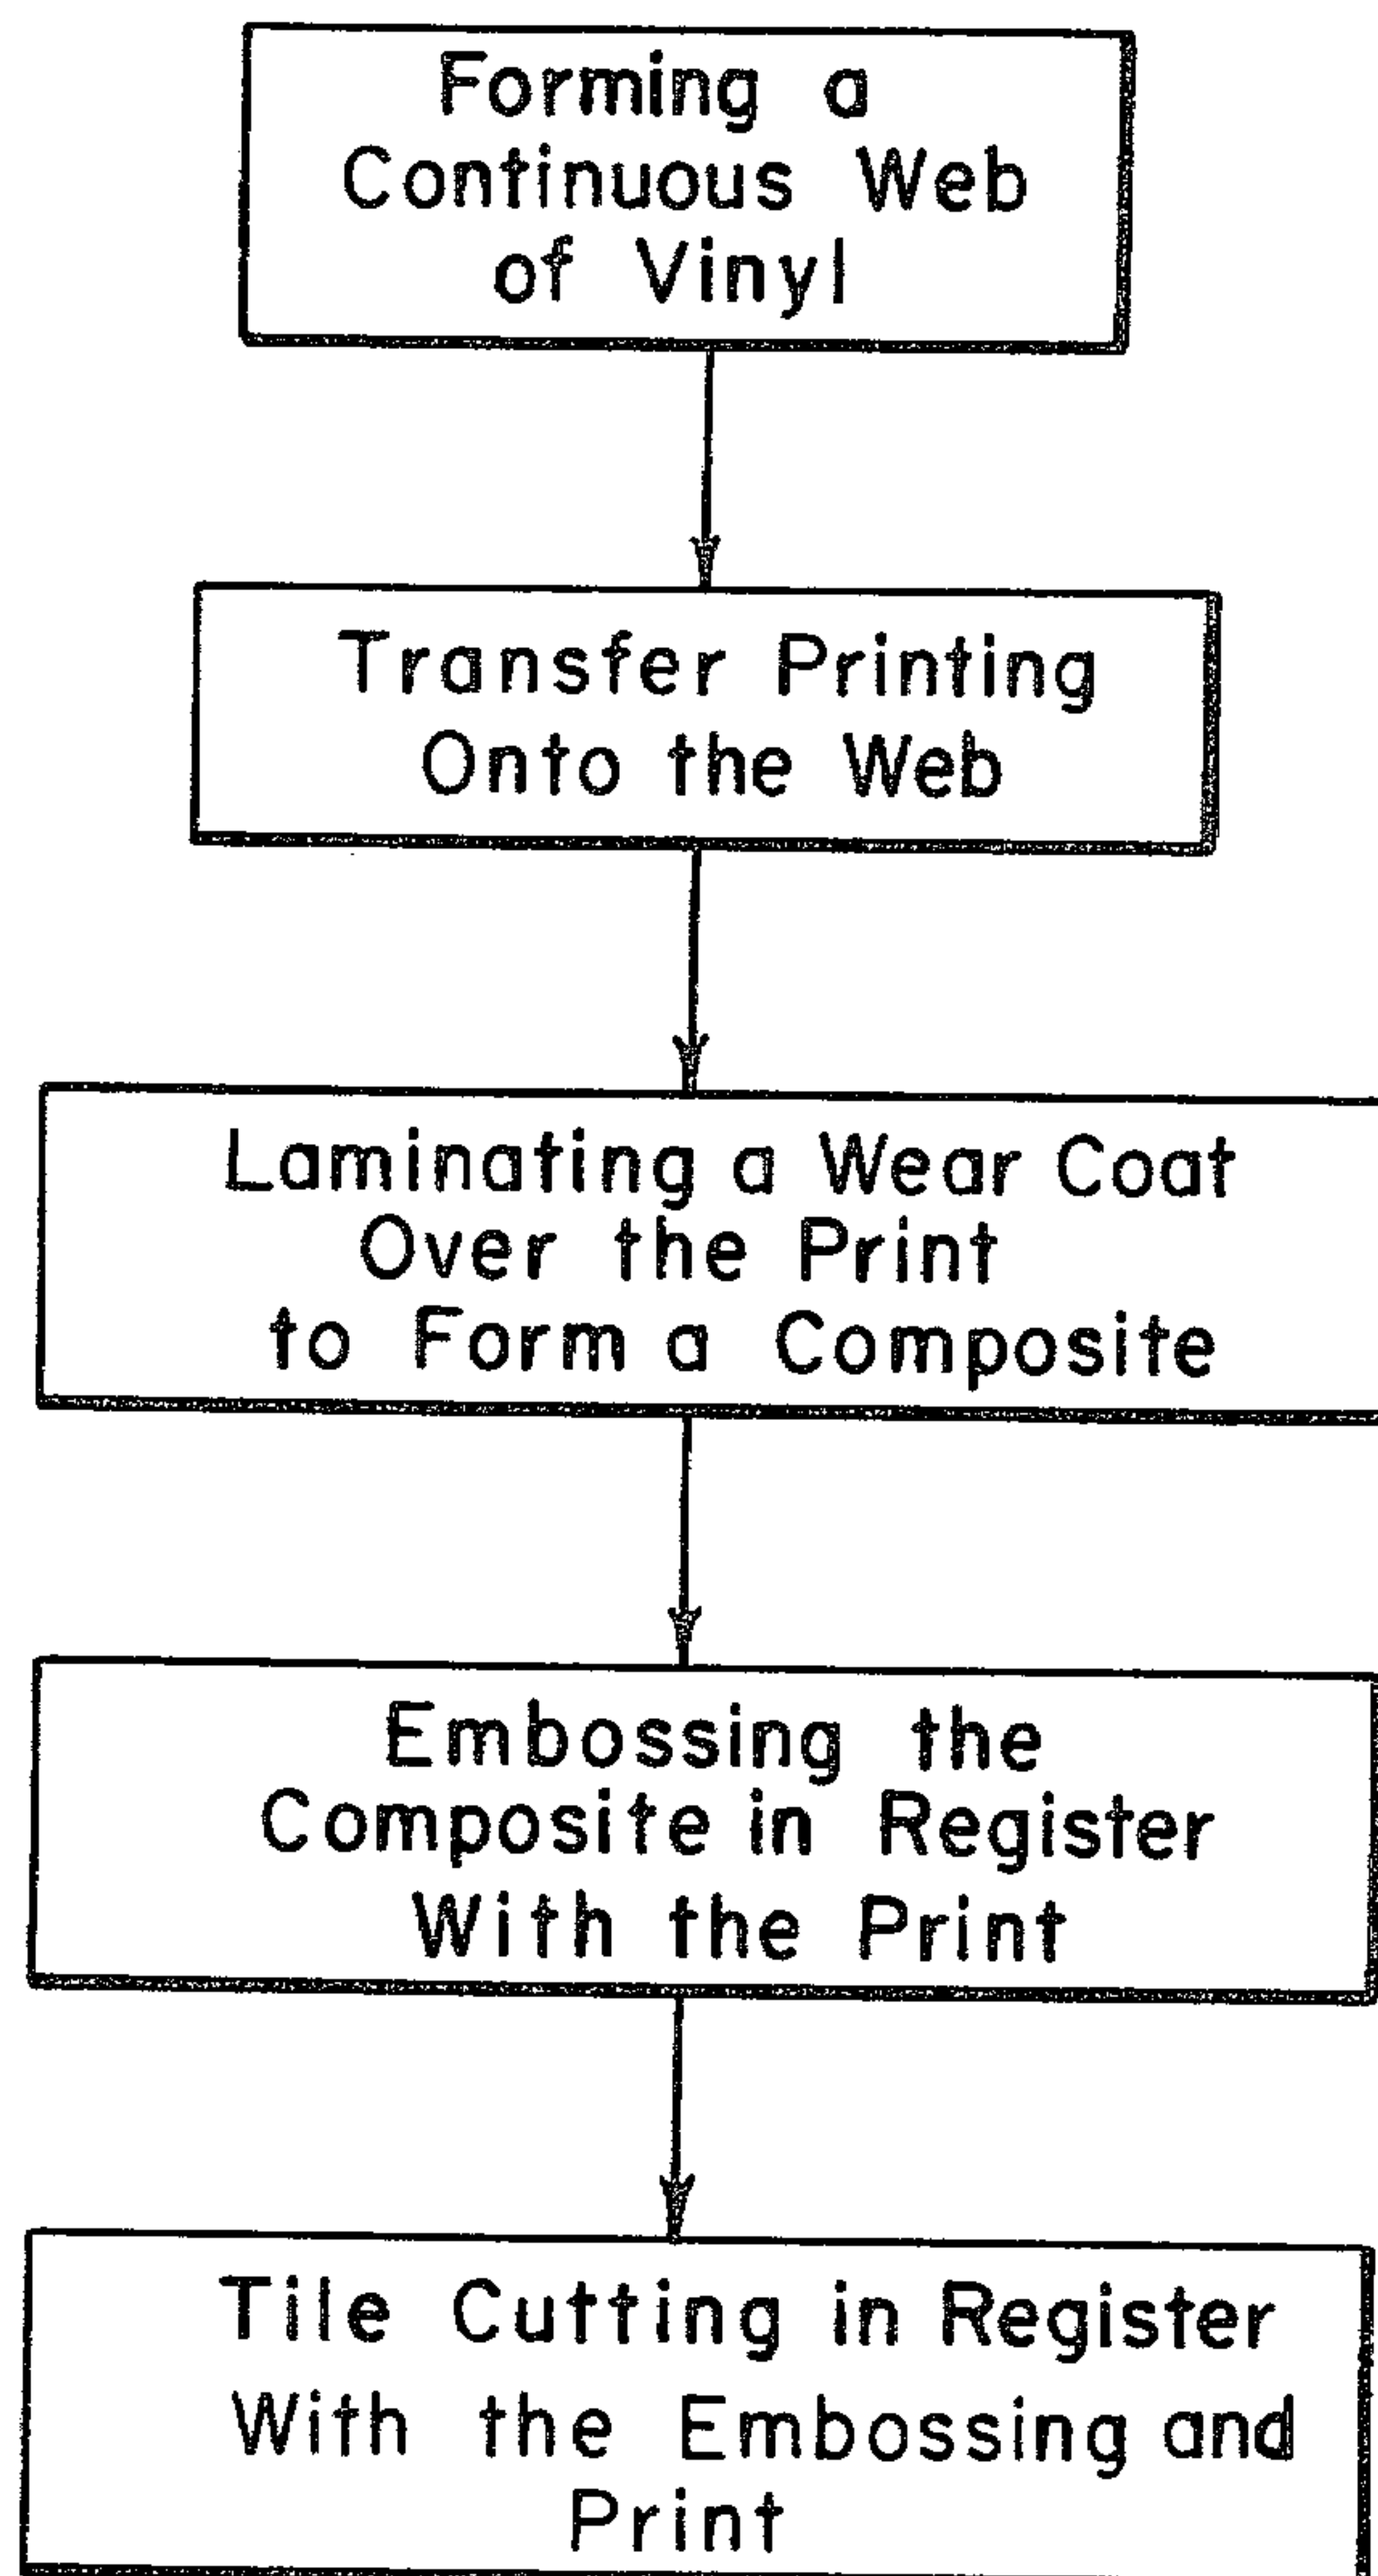 Forming a
Continuous Web
of Vinyl
Transfer Printing
Onto the Web
Laminating a Wear Coat
Over the Print
to Form a Composite
Embossing the
Composite in Register
With the Print
Tile Cutting in Register
With the Embossing and
Print